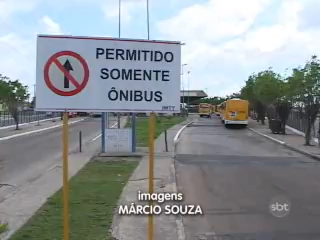 PERMITIDO
SOMENTE
ÔNIBUS
imagens
MÁRCIO SOUZA
sbt